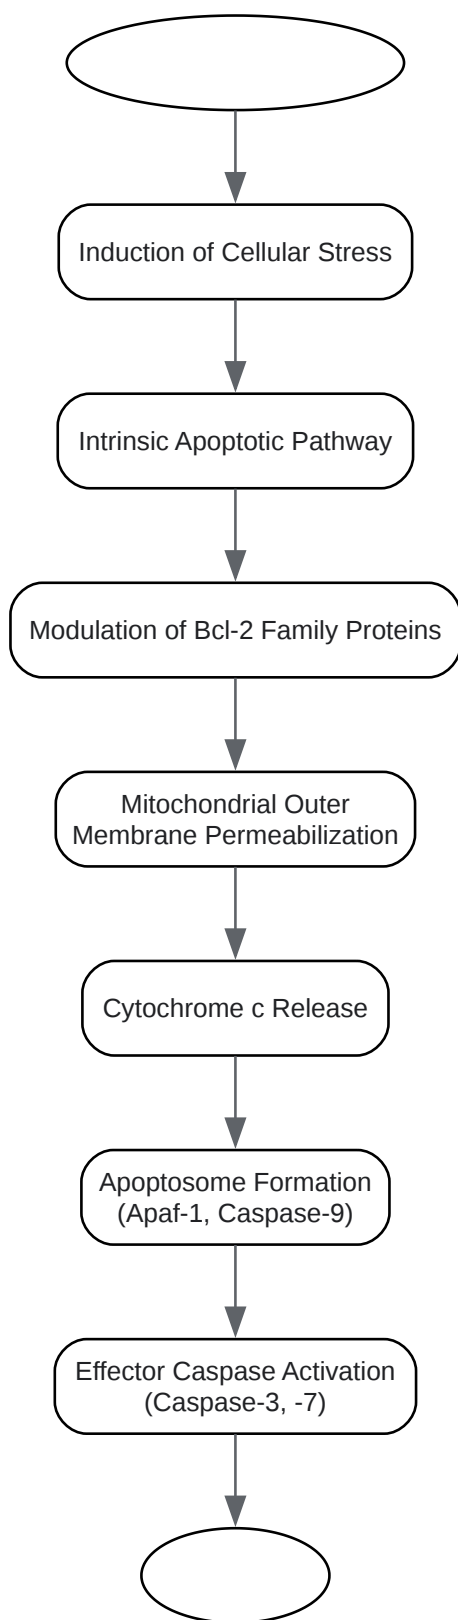 Induction of Cellular Stress
Intrinsic Apoptotic Pathway
Modulation of Bcl-2 Family Proteins
Mitochondrial Outer
Membrane Permeabilization
Cytochrome c Release
Apoptosome Formation
(Apaf-1, Caspase-9)
Effector Caspase Activation
(Caspase-3, -7)